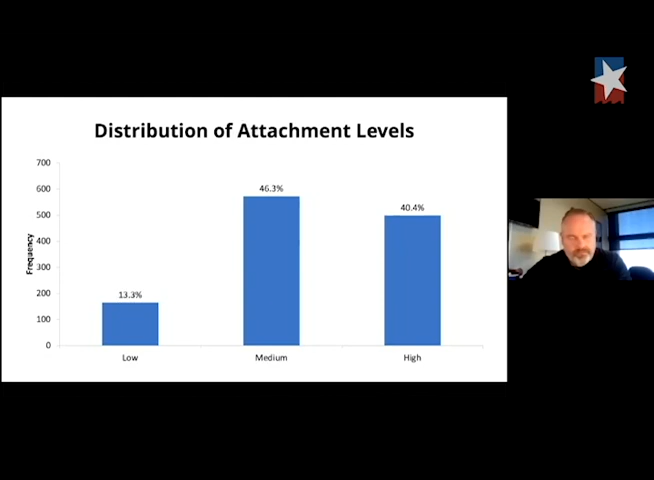 Distribution of Attachment Levels
700
600
500
400
300
200
100
0
Frequency
13.3%
46.3%
40.4%
Low
Medium
High